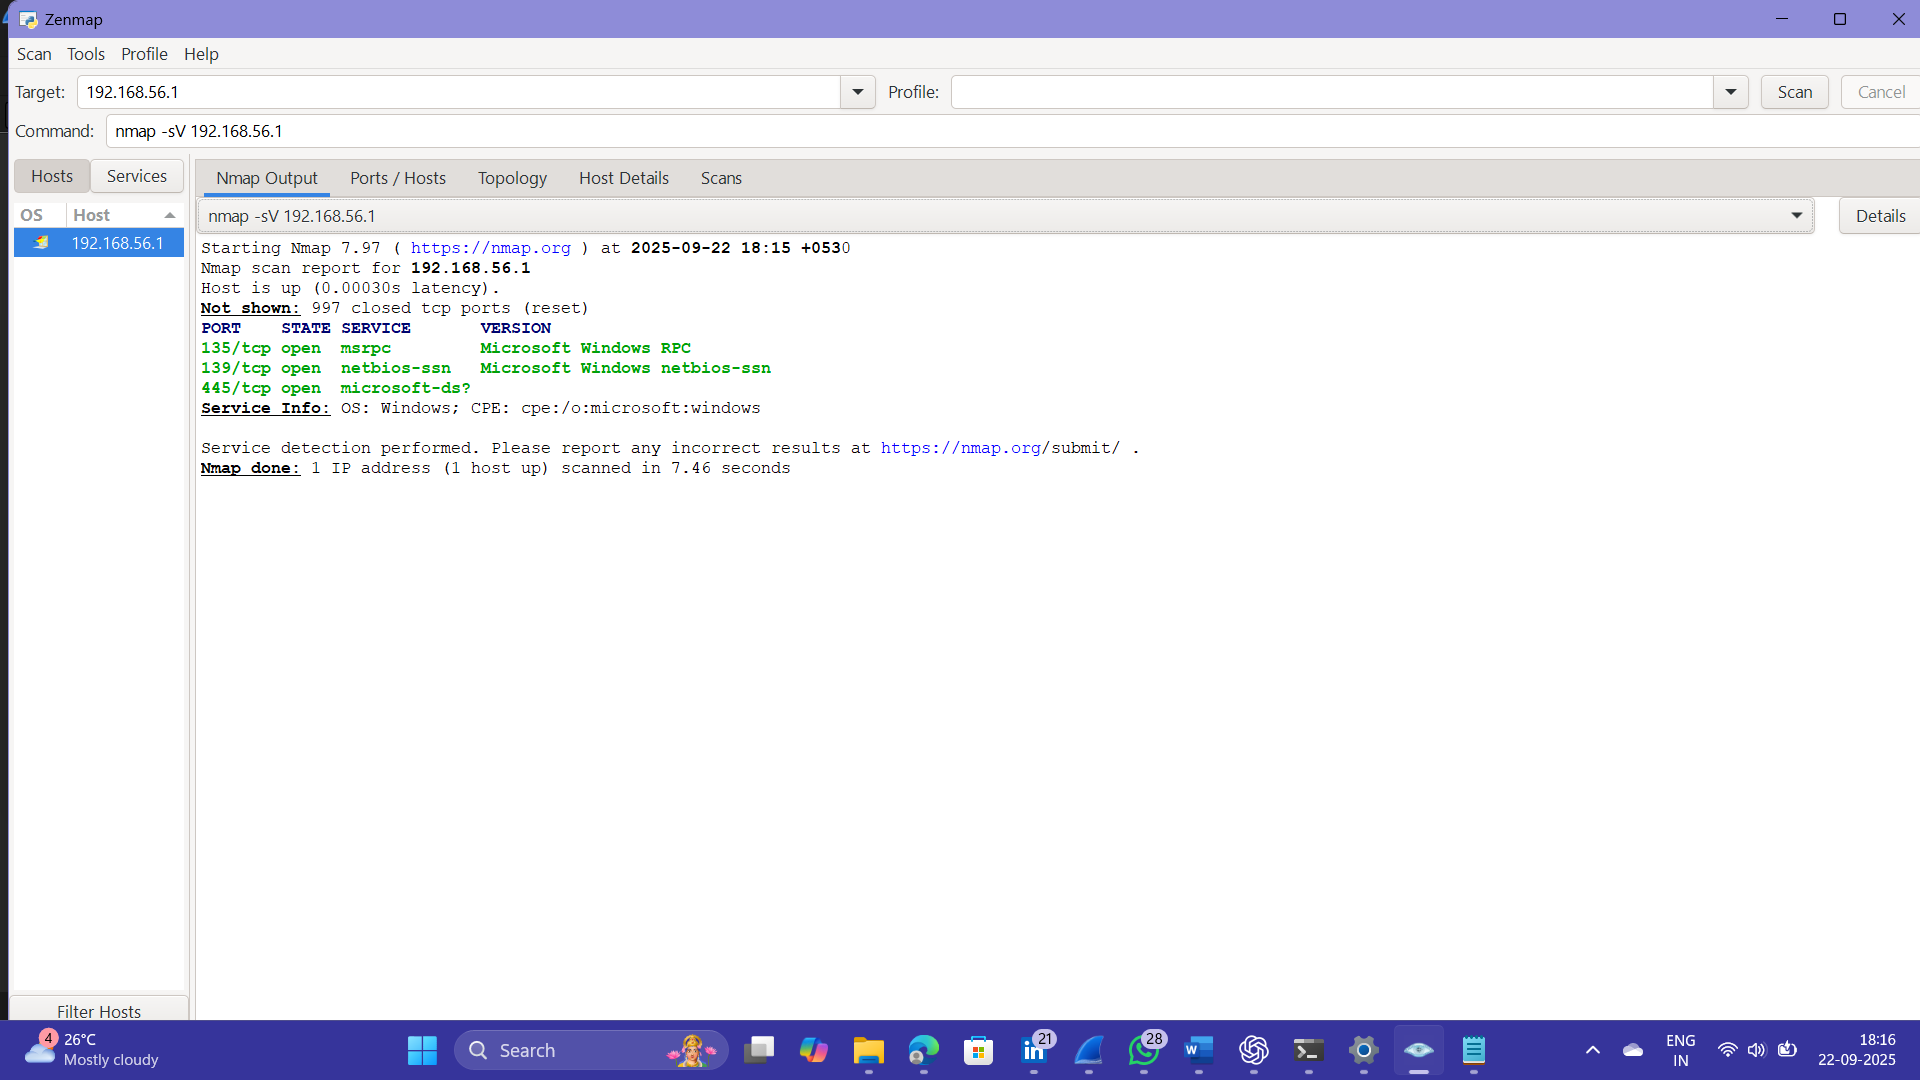 Zenmap
Scan Tools Profile Help
Target: 192.168.56.1 Profile: Scan Cancel
Command: nmap -sV 192.168.56.1
Hosts Services
Nmap Output Ports / Hosts Topology Host Details Scans
OS Host
192.168.56.1
nmap -sV 192.168.56.1 Details
Starting Nmap 7.97 ( https://nmap.org ) at 2025-09-22 18:15 +0530
Nmap scan report for 192.168.56.1
Host is up (0.00030s latency).
Not shown: 997 closed tcp ports (reset)
PORT STATE SERVICE VERSION
135/tcp open msrpc Microsoft Windows RPC
139/tcp open netbios-ssn Microsoft Windows netbios-ssn
445/tcp open microsoft-ds?
Service Info: OS: Windows; CPE: cpe:/o:microsoft:windows
Service detection performed. Please report any incorrect results at https://nmap.org/submit/ .
Nmap done: 1 IP address (1 host up) scanned in 7.46 seconds
Filter Hosts
4
26°C
Mostly cloudy
Search
in 21
28
W
ENG
IN
18:16
22-09-2025